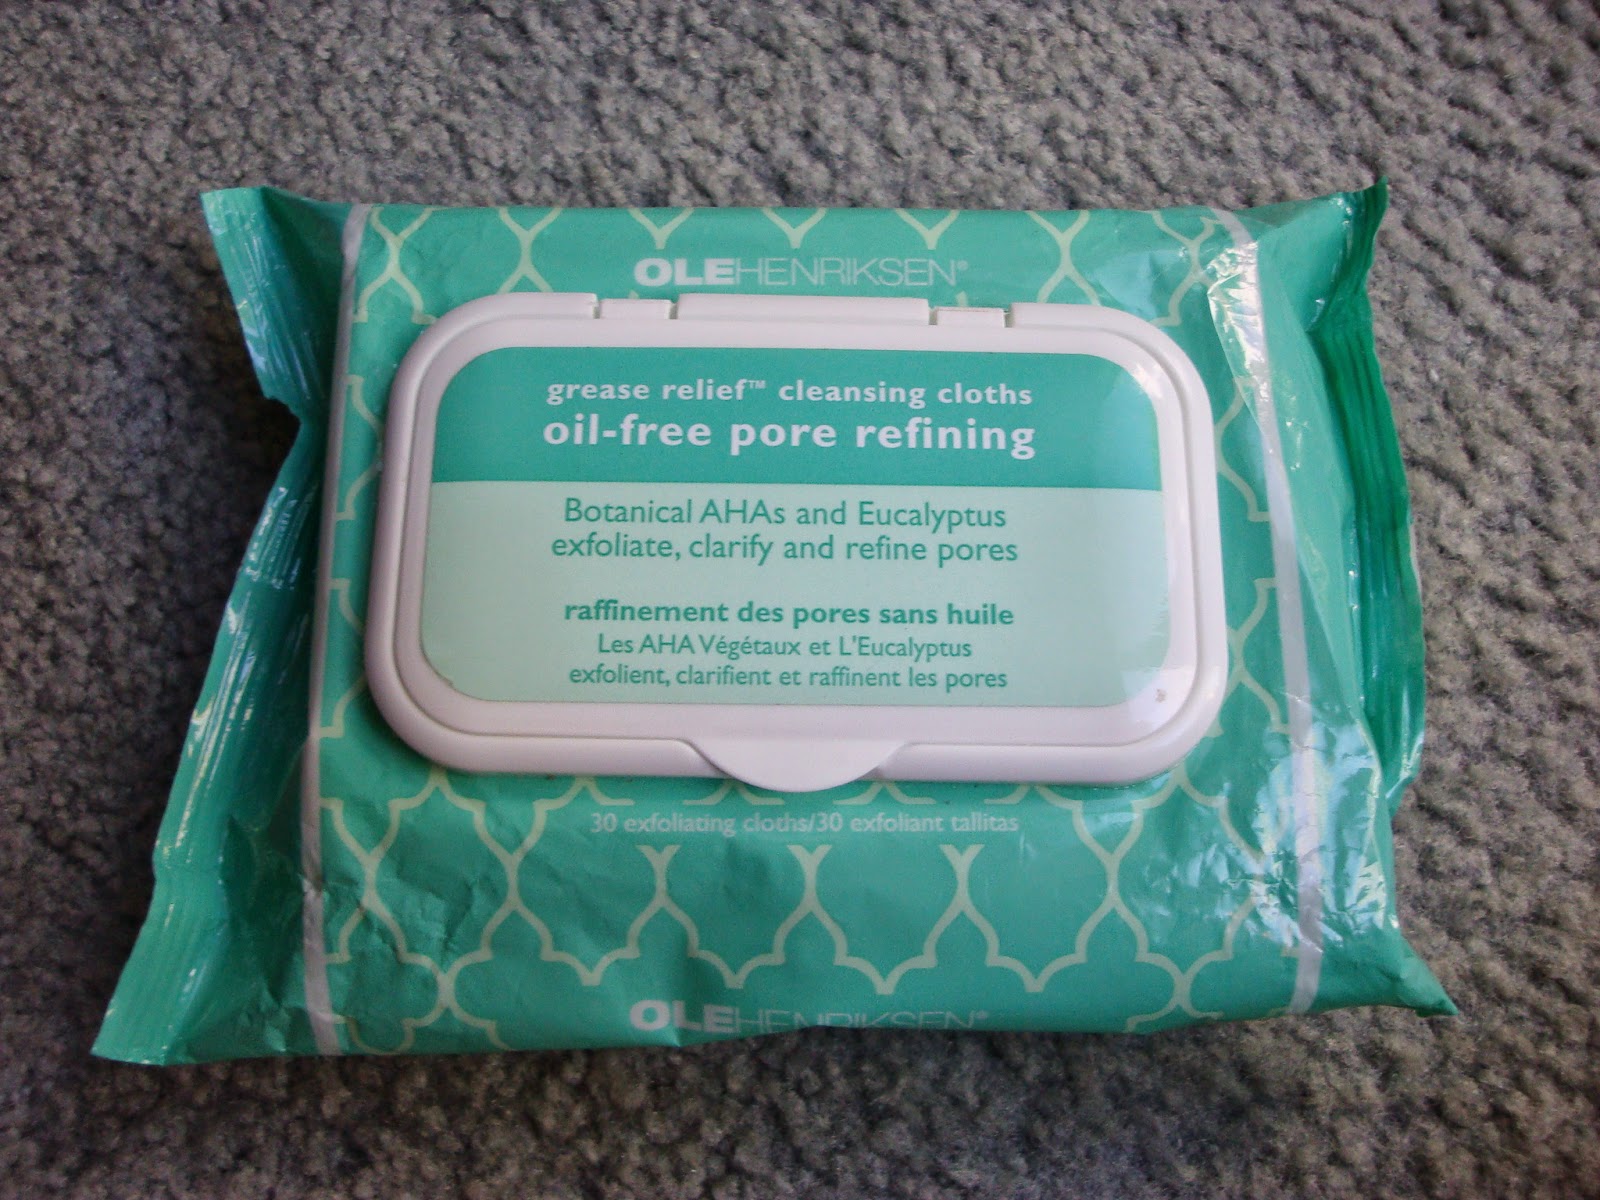 OLEHENRIKSEN®
grease relief™ cleansing cloths
oil-free pore refining
Botanical AHAs and Eucalyptus
exfoliate, clarify and refine pores
raffinement des pores sans huile
Les AHA Végétaux et L'Eucalyptus
exfolient, clarifient et raffinent les pores
30 exfoliating cloths/30 exfoliant tallitas
OLEHENRIKSEN®